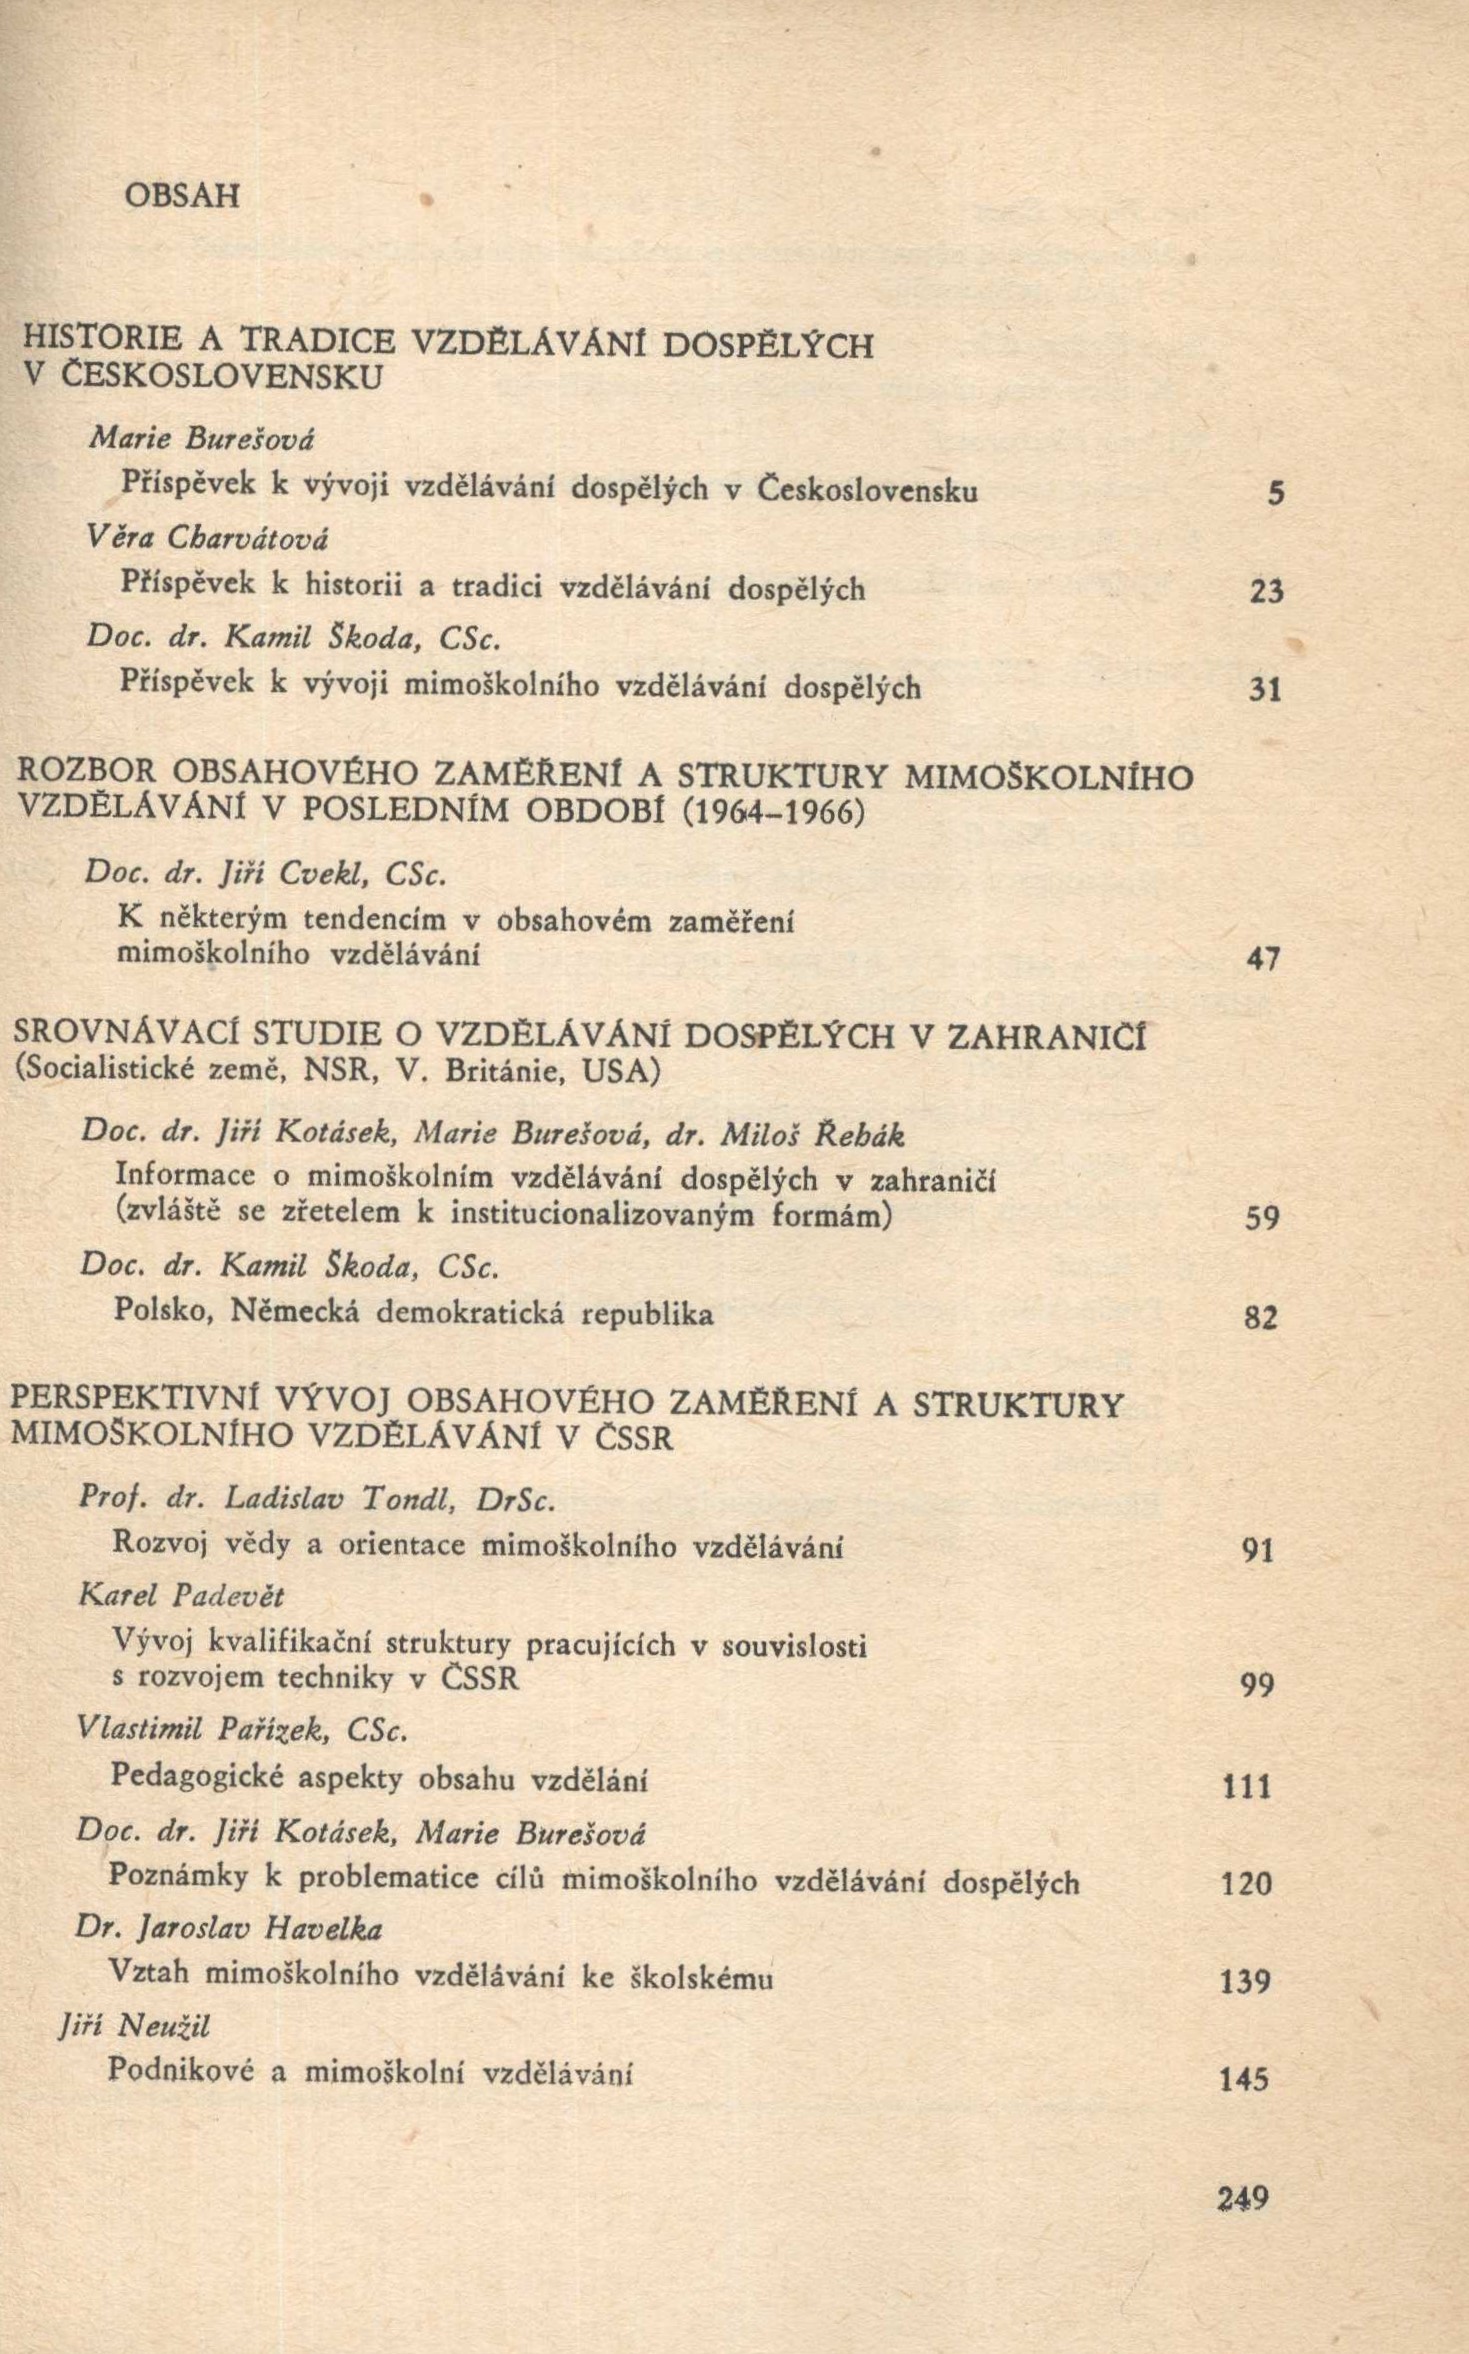 OBSAH
HISTORIE A TRADICE VZDĚLÁVÁNÍ DOSPĚLÝCH
V ČESKOSLOVENSKU
Marie Burešová
Příspěvek k vývoji vzdělávání dospělých v Československu 5
Věra Charvátová
Příspěvek k historii a tradici vzdělávání dospělých 23
Doc. dr. Kamil Škoda, CSc.
Příspěvek k vývoji mimoškolního vzdělávání dospělých 31
ROZBOR OBSAHOVÉHO ZAMĚŘENÍ A STRUKTURY MIMOŠKOLNÍHO
VZDĚLÁVÁNÍ V POSLEDNÍM OBDOBÍ (1964–1966)
Doc. dr. Jiří Cvekl, CSc.
K některým tendencím v obsahovém zaměření
mimoškolního vzdělávání 47
SROVNÁVACÍ STUDIE O VZDĚLÁVÁNÍ DOSPĚLÝCH V ZAHRANIČÍ
(Socialistické země, NSR, V. Británie, USA)
Doc. dr. Jiří Kotásek, Marie Burešová, dr. Miloš Řebák
Informace o mimoškolním vzdělávání dospělých v zahraničí
(zvláště se zřetelem k institucionalizovaným formám) 59
Doc. dr. Kamil Škoda, CSc.
Polsko, Německá demokratická republika 82
PERSPEKTIVNÍ VÝVOJ OBSAHOVÉHO ZAMĚŘENÍ A STRUKTURY
MIMOŠKOLNÍHO VZDĚLÁVÁNÍ V ČSSR
Prof. dr. Ladislav Tondl, DrSc.
Rozvoj vědy a orientace mimoškolního vzdělávání 91
Karel Padevět
Vývoj kvalifikační struktury pracujících v souvislosti
s rozvojem techniky v ČSSR 99
Vlastimil Pařízek, CSc.
Pedagogické aspekty obsahu vzdělání 111
Doc. dr. Jiří Kotásek, Marie Burešová
Poznámky k problematice cílů mimoškolního vzdělávání dospělých 120
Dr. Jaroslav Havelka
Vztah mimoškolního vzdělávání ke školskému 139
Jiří Neužil
Podnikové a mimoškolní vzdělávání 145
249